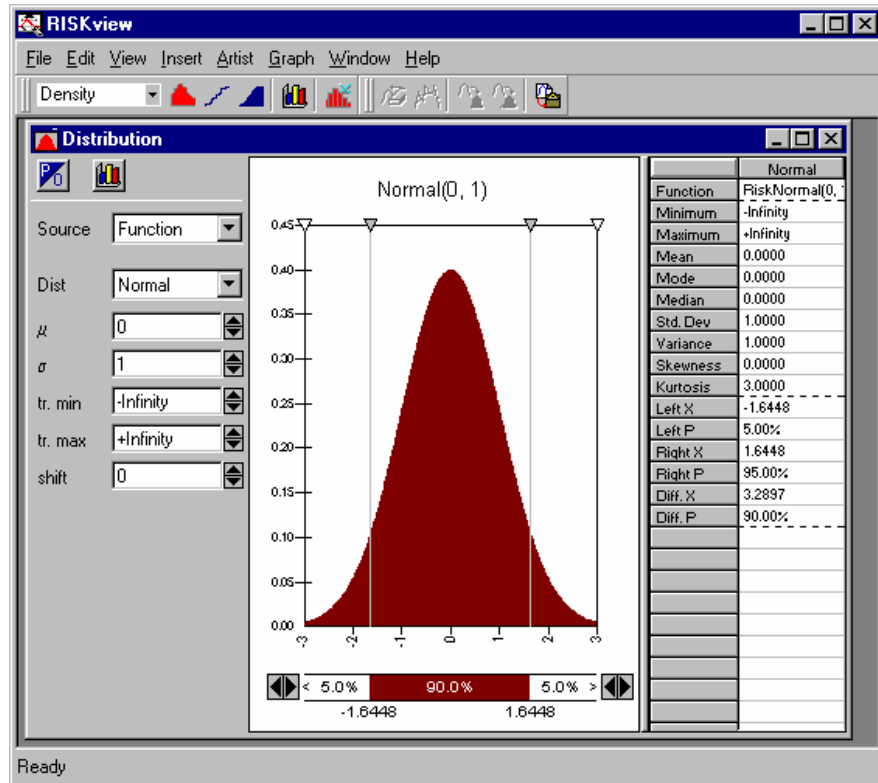 RISKview
File Edit View Insert Artist Graph Window Help
Density
Distribution
P/O
Source Function
Dist Normal
μ 0
σ 1
tr. min -Infinity
tr. max +Infinity
shift 0
Normal(0, 1)
0.45
0.40
0.35
0.30
0.25
0.20
0.15
0.10
0.05
0.00
-3 -2 -1 0 1 2 3
< 5.0% 90.0% 5.0% >
-1.6448 1.6448
Normal
Function RiskNormal(0,
Minimum -Infinity
Maximum +Infinity
Mean 0.0000
Mode 0.0000
Median 0.0000
Std. Dev 1.0000
Variance 1.0000
Skewness 0.0000
Kurtosis 3.0000
Left X -1.6448
Left P 5.00%
Right X 1.6448
Right P 95.00%
Diff. X 3.2897
Diff. P 90.00%
Ready